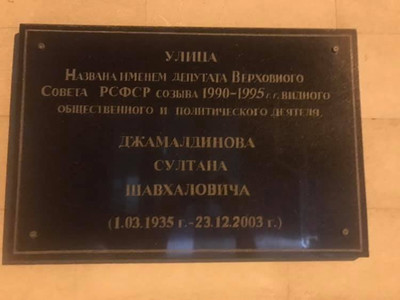 УЛИЦА
НАЗВАНА ИМЕНЕМ ДЕПУТАТА ВЕРХОВНОГО
СОВЕТА РСФСР СОЗЫВА 1990-1995 г.г. ВИДНОГО
ОБЩЕСТВЕННОГО И ПОЛИТИЧЕСКОГО ДЕЯТЕЛЯ.
ДЖАМАЛДИНОВА
СУЛТАНА
ШАВХАЛОВИЧА
(1.03.1935 г.-23.12.2003 г.)